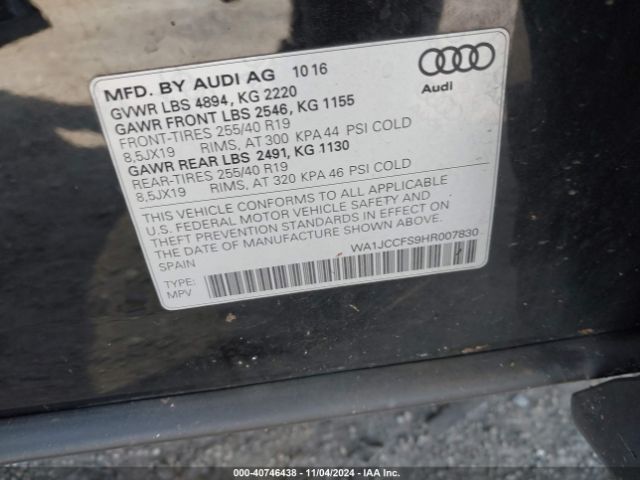 MFD. BY AUDI AG 10 16
GVWR LBS 4894, KG 2220
GAWR FRONT LBS 2546, KG 1155
FRONT-TIRES 255/40 R19
8,5JX19 RIMS, AT 300 KPA 44 PSI COLD
GAWR REAR LBS 2491, KG 1130
REAR-TIRES 255/40 R19
8,5JX19 RIMS, AT 320 KPA 46 PSI COLD
THIS VEHICLE CONFORMS TO ALL APPLICABLE
U.S. FEDERAL MOTOR VEHICLE SAFETY AND
THEFT PREVENTION STANDARDS IN EFFECT ON
THE DATE OF MANUFACTURE SHOWN ABOVE.
SPAIN
WA1JCCFS9HR007830
TYPE:
MPV
Audi
000-40746438 - 11/04/2024 - IAA Inc.